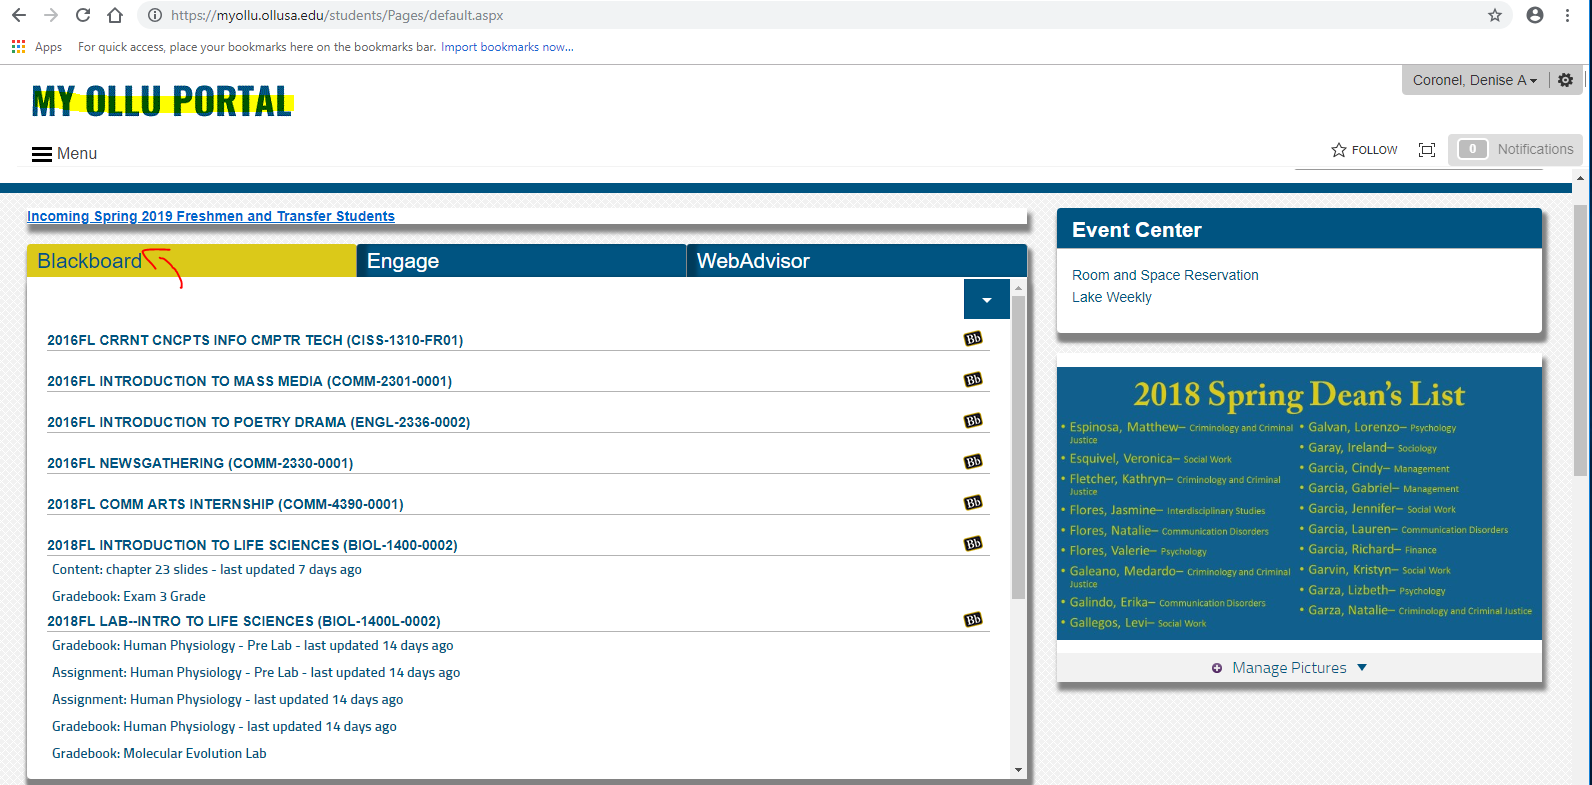 https://myollu.ollusa.edu/students/Pages/default.aspx
Apps For quick access, place your bookmarks here on the bookmarks bar. Import bookmarks now...
Coronel, Denise A
MY OLLU PORTAL
Menu
FOLLOW
0 Notifications
Incoming Spring 2019 Freshmen and Transfer Students
Blackboard
Engage
WebAdvisor
2016FL CRRNT CNCPTS INFO CMPTR TECH (CISS-1310-FR01)
Bb
2016FL INTRODUCTION TO MASS MEDIA (COMM-2301-0001)
Bb
2016FL INTRODUCTION TO POETRY DRAMA (ENGL-2336-0002)
Bb
2016FL NEWSGATHERING (COMM-2330-0001)
Bb
2018FL COMM ARTS INTERNSHIP (COMM-4390-0001)
Bb
2018FL INTRODUCTION TO LIFE SCIENCES (BIOL-1400-0002)
Bb
Content: chapter 23 slides - last updated 7 days ago
Gradebook: Exam 3 Grade
2018FL LAB--INTRO TO LIFE SCIENCES (BIOL-1400L-0002)
Bb
Gradebook: Human Physiology - Pre Lab - last updated 14 days ago
Assignment: Human Physiology - Pre Lab - last updated 14 days ago
Assignment: Human Physiology - last updated 14 days ago
Gradebook: Human Physiology - last updated 14 days ago
Gradebook: Molecular Evolution Lab
Event Center
Room and Space Reservation
Lake Weekly
2018 Spring Dean's List
• Espinosa, Matthew– Criminology and Criminal
Justice
• Esquivel, Veronica– Social Work
• Fletcher, Kathryn– Criminology and Criminal
Justice
• Flores, Jasmine– Interdisciplinary Studies
• Flores, Natalie– Communication Disorders
• Flores, Valerie– Psychology
• Galeano, Medardo– Criminology and Criminal
Justice
• Galindo, Erika– Communication Disorders
• Gallegos, Levi– Social Work
• Galvan, Lorenzo– Psychology
• Garay, Ireland– Sociology
• Garcia, Cindy– Management
• Garcia, Gabriel– Management
• Garcia, Jennifer– Social Work
• Garcia, Lauren– Communication Disorders
• Garcia, Richard– Finance
• Garvin, Kristyn– Social Work
• Garza, Lizbeth– Psychology
• Garza, Natalie– Criminology and Criminal Justice
Manage Pictures